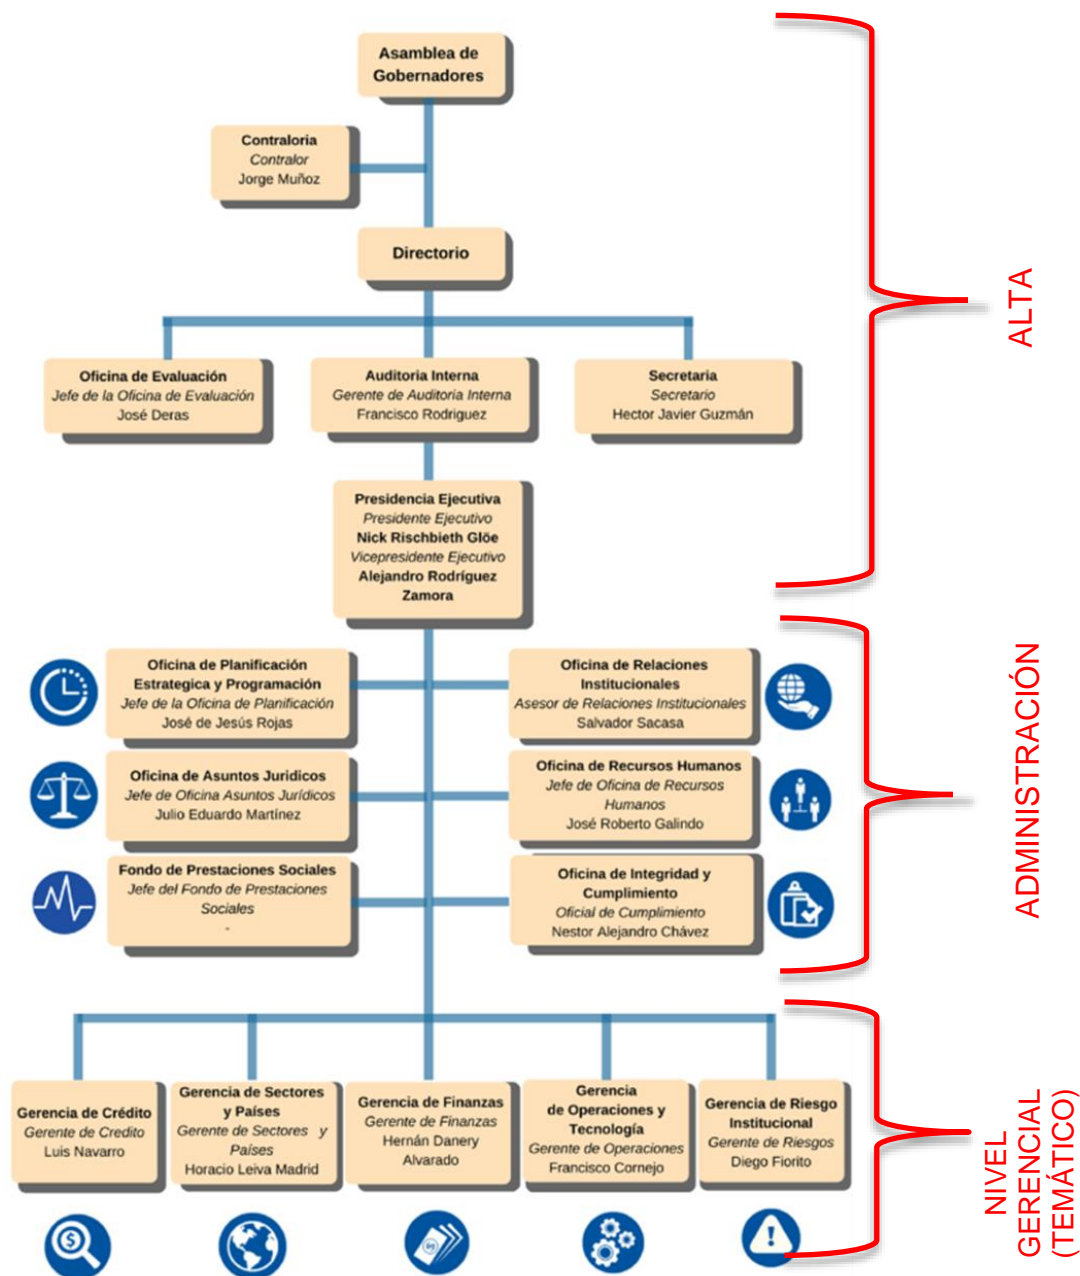 Asamblea de
Gobernadores
Contraloria
Contralor
Jorge Muñoz
Directorio
Oficina de Evaluación
Jefe de la Oficina de Evaluación
José Deras
Auditoria Interna
Gerente de Auditoria Interna
Francisco Rodriguez
Secretaria
Secretario
Hector Javier Guzmán
Presidencia Ejecutiva
Presidente Ejecutivo
Nick Rischbieth Glöe
Vicepresidente Ejecutivo
Alejandro Rodríguez
Zamora
ALTA
Oficina de Planificación
Estrategica y Programación
Jefe de la Oficina de Planificación
José de Jesús Rojas
Oficina de Relaciones
Institucionales
Asesor de Relaciones Institucionales
Salvador Sacasa
Oficina de Asuntos Juridicos
Jefe de Oficina Asuntos Jurídicos
Julio Eduardo Martínez
Oficina de Recursos Humanos
Jefe de Oficina de Recursos
Humanos
José Roberto Galindo
Fondo de Prestaciones Sociales
Jefe del Fondo de Prestaciones
Sociales
-
Oficina de Integridad y
Cumplimiento
Oficial de Cumplimiento
Nestor Alejandro Chávez
ADMINISTRACIÓN
Gerencia de Crédito
Gerente de Credito
Luis Navarro
Gerencia de Sectores
y Países
Gerente de Sectores y
Países
Horacio Leiva Madrid
Gerencia de Finanzas
Gerente de Finanzas
Hernán Danery
Alvarado
Gerencia
de Operaciones y
Tecnología
Gerente de Operaciones
Francisco Cornejo
Gerencia de Riesgo
Institucional
Gerente de Riesgos
Diego Fiorito
NIVEL
GERENCIAL
(TEMÁTICO)